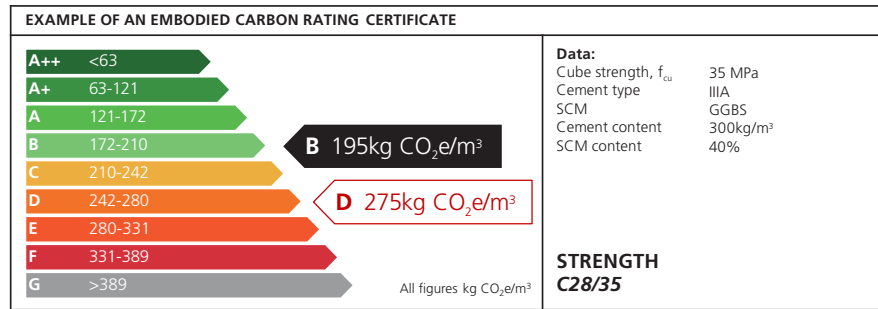 EXAMPLE OF AN EMBODIED CARBON RATING CERTIFICATE
A++ <63
A+ 63-121
A 121-172
B 172-210
C 210-242
D 242-280
E 280-331
F 331-389
G >389
B 195kg CO₂e/m³
D 275kg CO₂e/m³
All figures kg CO₂e/m³
Data:
Cube strength, fcu 35 MPa
Cement type IIIA
SCM GGBS
Cement content 300kg/m³
SCM content 40%
STRENGTH
C28/35